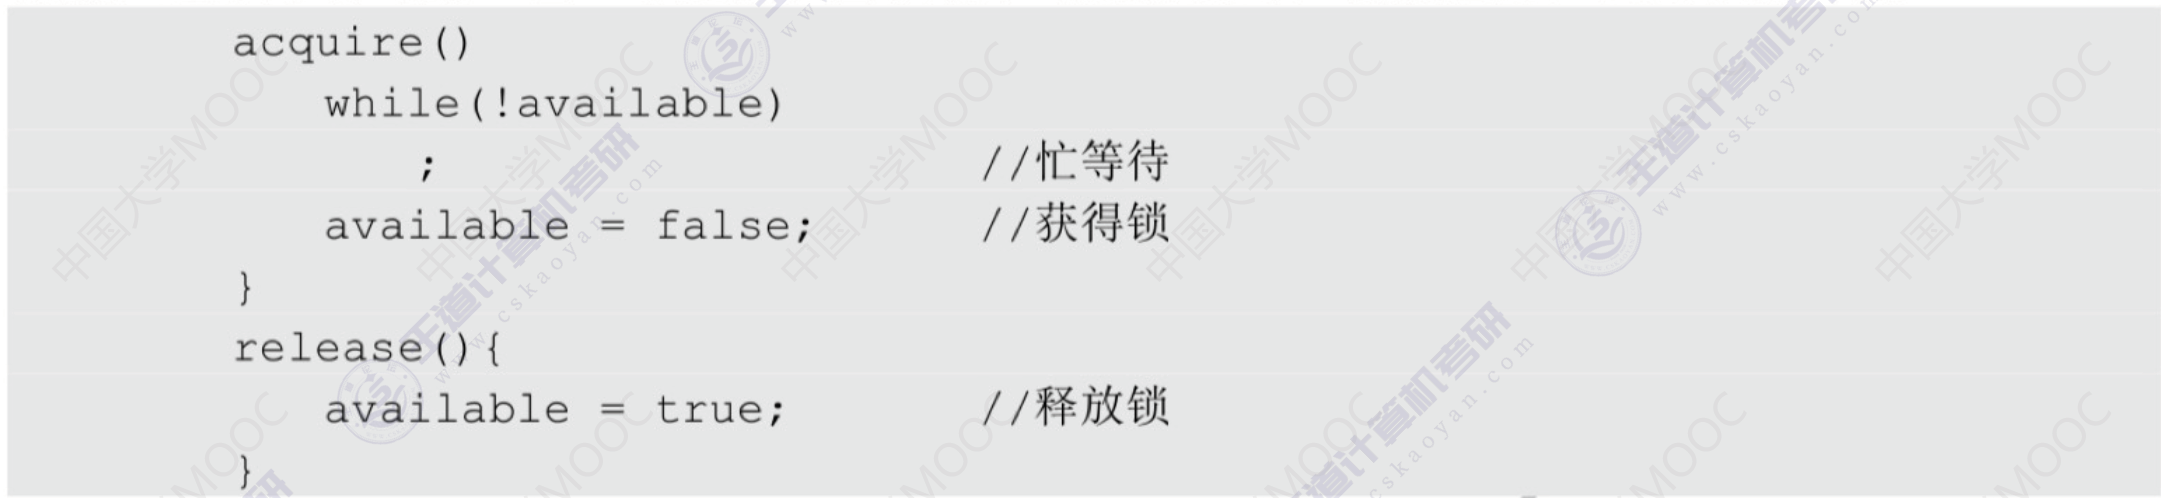 acquire()
while(!available)
; //忙等待
available = false; //获得锁
}
release(){
available = true; //释放锁
}
中国大学MOOC
王道计算机考研
www.cskaoyan.com